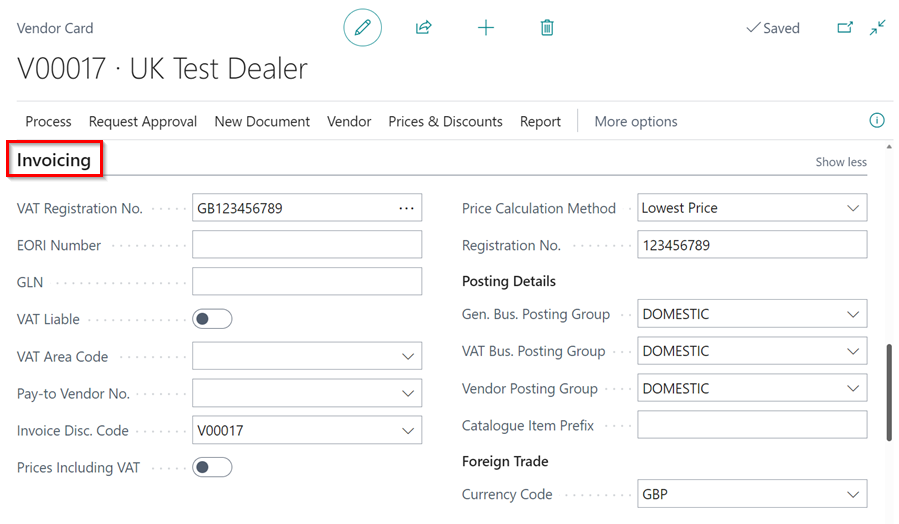 Vendor Card
Saved
V00017 · UK Test Dealer
Process Request Approval New Document Vendor Prices & Discounts Report More options
Invoicing
Show less
VAT Registration No. GB123456789
EORI Number
GLN
VAT Liable
VAT Area Code
Pay-to Vendor No.
Invoice Disc. Code V00017
Prices Including VAT
Price Calculation Method Lowest Price
Registration No. 123456789
Posting Details
Gen. Bus. Posting Group DOMESTIC
VAT Bus. Posting Group DOMESTIC
Vendor Posting Group DOMESTIC
Catalogue Item Prefix
Foreign Trade
Currency Code GBP